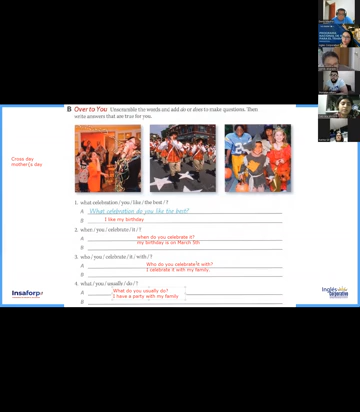 B Over to You Unscramble the words and add do or does to make questions. Then
write answers that are true for you.
Cross day
mother's day
1. what celebration / you / like / the best / ?
A What celebration do you like the best?
B I like my birthday
2. when / you / celebrate / it / ?
A when do you celebrate it?
B my birthday is on March 5th
3. who / you / celebrate / it / with / ?
A Who do you celebrate it with?
B I celebrate it with my family.
4. what / you / usually / do / ?
A What do you usually do?
B I have a party with my family
Insaforp
Inglés
Corporativo